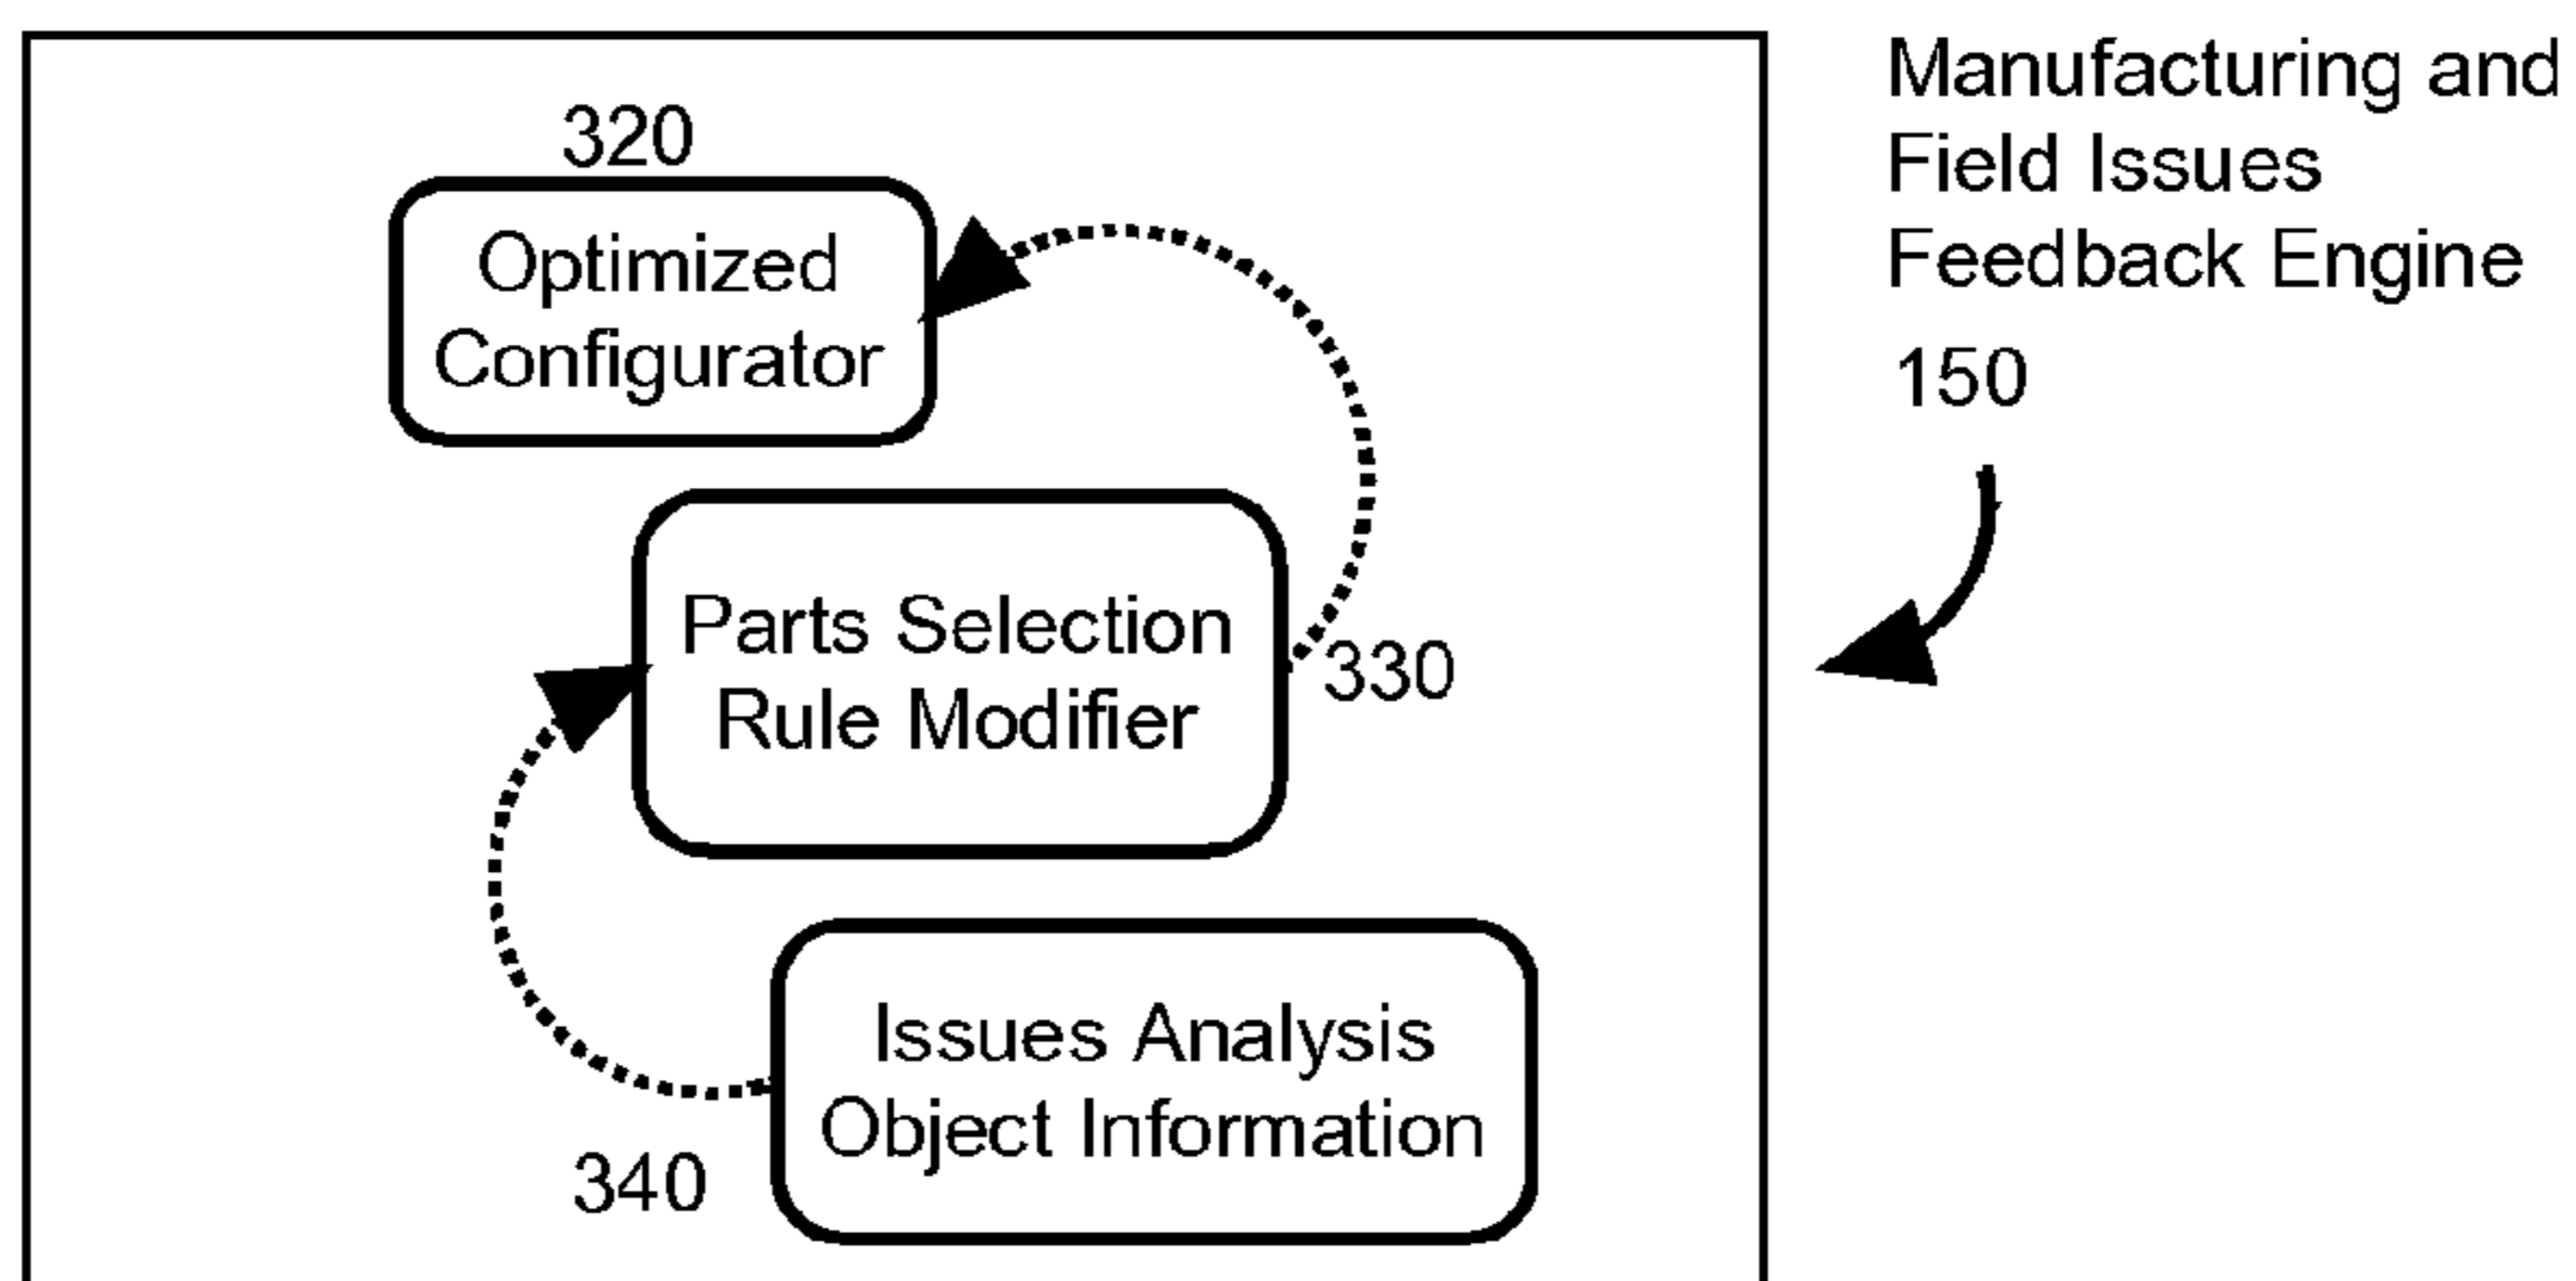 320
Optimized
Configurator
Parts Selection
Rule Modifier
330
Issues Analysis
Object Information
340
Manufacturing and
Field Issues
Feedback Engine
150